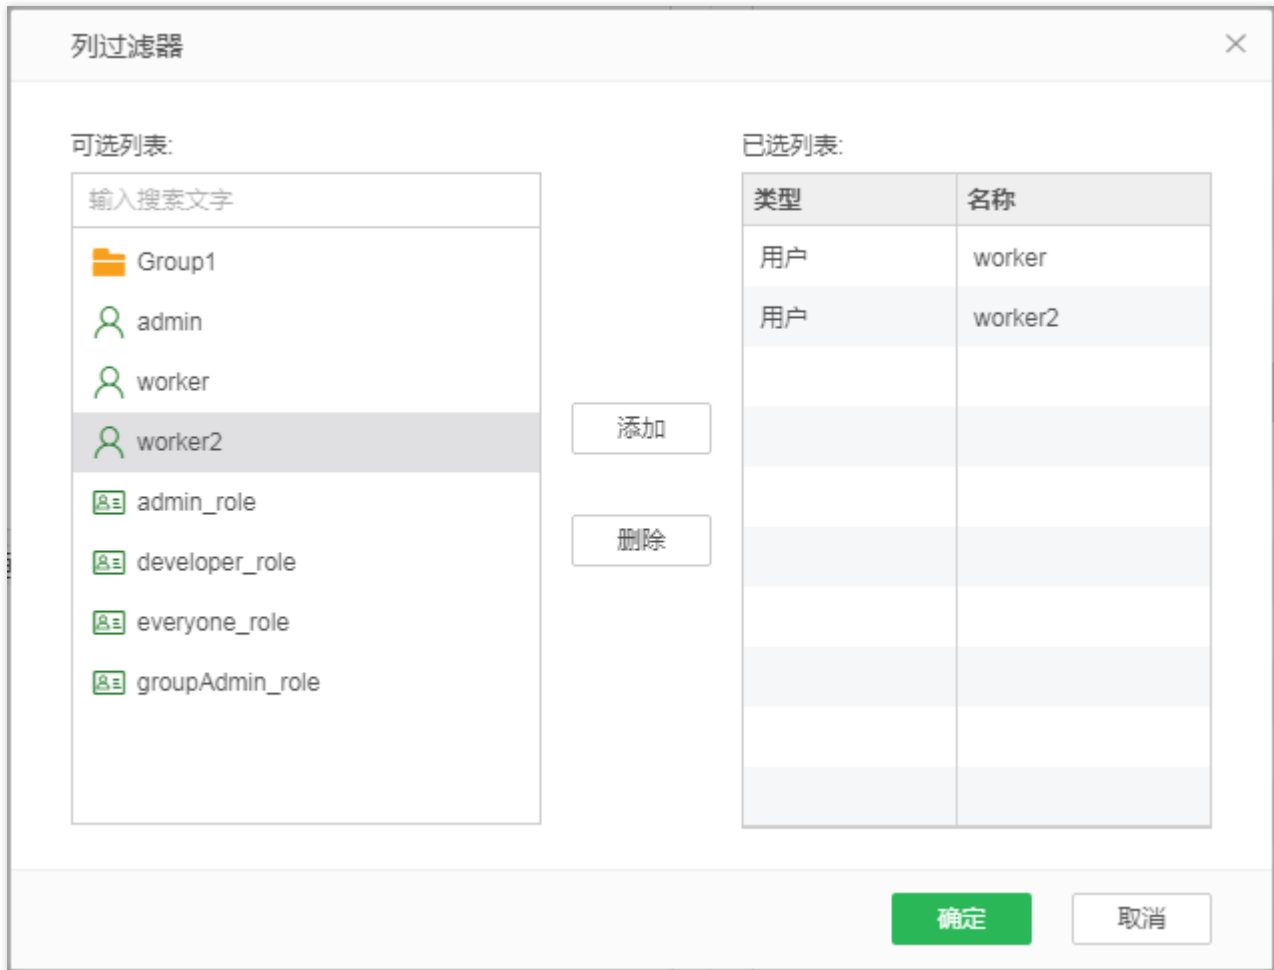 列过滤器
可选列表:
输入搜索文字
Group1
admin
worker
worker2
admin_role
developer_role
everyone_role
groupAdmin_role
添加
删除
已选列表:
类型 名称
用户 worker
用户 worker2
确定 取消